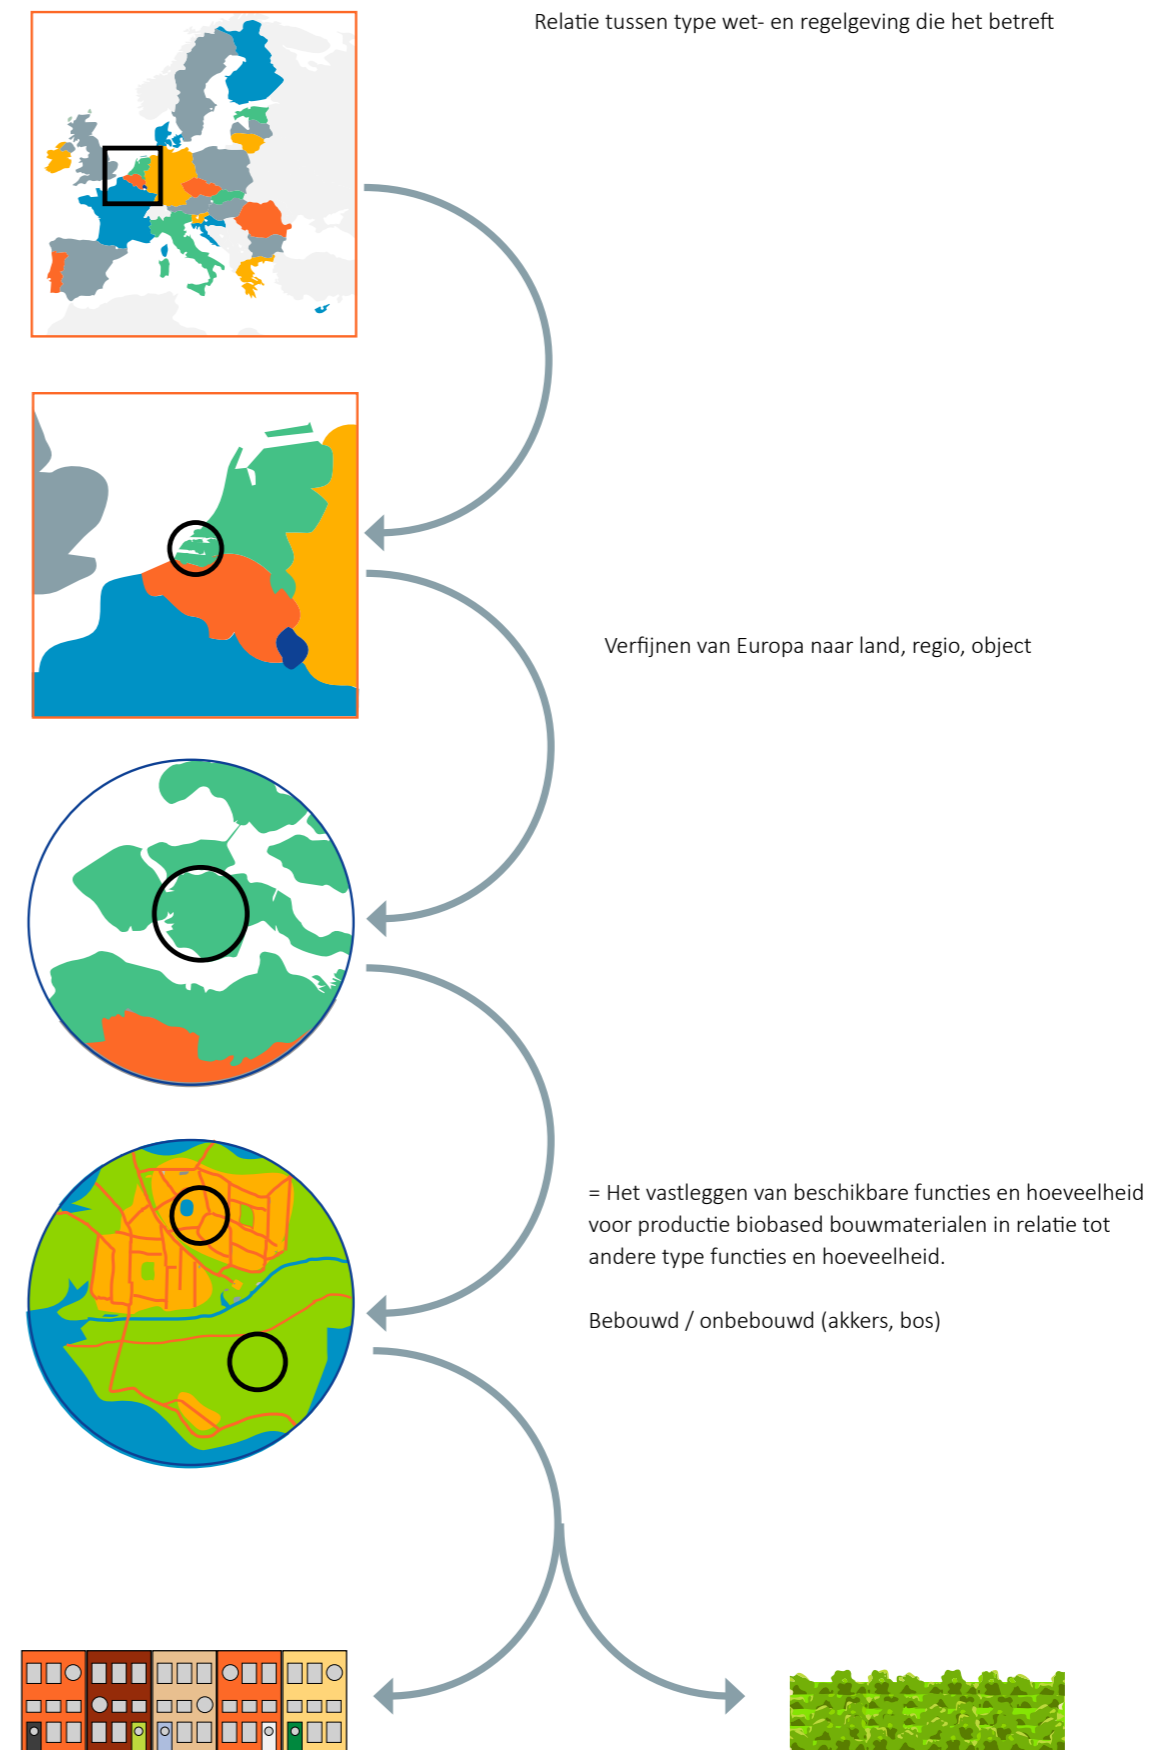 Relatie tussen type wet- en regelgeving die het betreft
Verfijnen van Europa naar land, regio, object
= Het vastleggen van beschikbare functies en hoeveelheid
voor productie biobased bouwmaterialen in relatie tot
andere type functies en hoeveelheid.
Bebouwd / onbebouwd (akkers, bos)